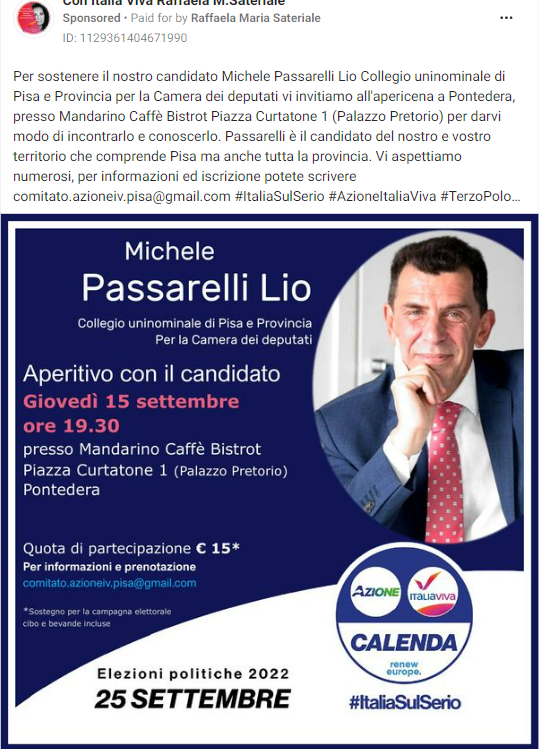 Con Italia Viva Raffaela M.Sateriale
Sponsored • Paid for by Raffaela Maria Sateriale
ID: 1129361404671990
Per sostenere il nostro candidato Michele Passarelli Lio Collegio uninominale di
Pisa e Provincia per la Camera dei deputati vi invitiamo all'apericena a Pontedera,
presso Mandarino Caffè Bistrot Piazza Curtatone 1 (Palazzo Pretorio) per darvi
modo di incontrarlo e conoscerlo. Passarelli è il candidato del nostro e vostro
territorio che comprende Pisa ma anche tutta la provincia. Vi aspettiamo
numerosi, per informazioni ed iscrizione potete scrivere
comitato.azioneiv.pisa@gmail.com #ItaliaSulSerio #AzioneItaliaViva #TerzoPolo...
Michele
Passarelli Lio
Collegio uninominale di Pisa e Provincia
Per la Camera dei deputati
Aperitivo con il candidato
Giovedì 15 settembre
ore 19.30
presso Mandarino Caffè Bistrot
Piazza Curtatone 1 (Palazzo Pretorio)
Pontedera
Quota di partecipazione € 15*
Per informazioni e prenotazione
comitato.azioneiv.pisa@gmail.com
*Sostegno per la campagna elettorale
cibo e bevande incluse
AZIONE
ITALIAVIVA
CALENDA
renew
europe.
Elezioni politiche 2022
25 SETTEMBRE
#ItaliaSulSerio